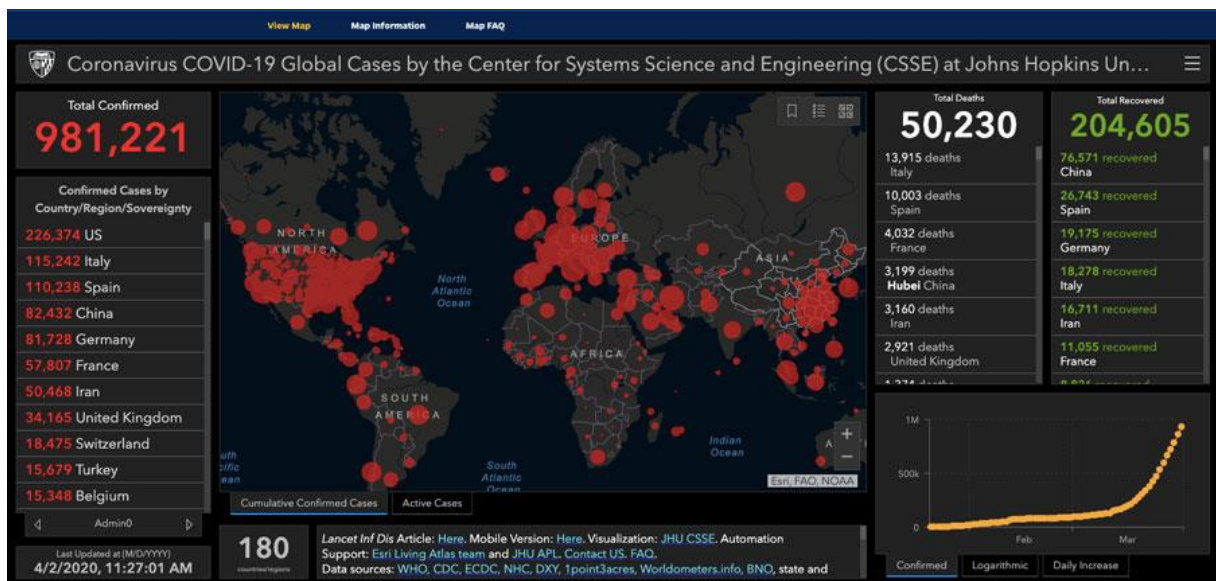 View Map
Map Information
Map FAQ
Coronavirus COVID-19 Global Cases by the Center for Systems Science and Engineering (CSSE) at Johns Hopkins Un...
Total Confirmed
981,221
Confirmed Cases by
Country/Region/Sovereignty
226,374 US
115,242 Italy
110,238 Spain
82,432 China
81,728 Germany
57,807 France
50,468 Iran
34,165 United Kingdom
18,475 Switzerland
15,679 Turkey
15,348 Belgium
Admin0
Last Updated at (M/D/YYYY)
4/2/2020, 11:27:01 AM
NORTH
AMERICA
North
Atlantic
Ocean
EUROPE
ASIA
AFRICA
SOUTH
AMERICA
South
Atlantic
Ocean
Indian
Ocean
+
−
Esri, FAO, NOAA
Cumulative Confirmed Cases
Active Cases
180
countries/regions
Lancet Inf Dis Article: Here. Mobile Version: Here. Visualization: JHU CSSE. Automation
Support: Esri Living Atlas team and JHU APL. Contact US. FAQ.
Data sources: WHO, CDC, ECDC, NHC, DXY, 1point3acres, Worldometers.info, BNO, state and
Total Deaths
50,230
13,915 deaths
Italy
10,003 deaths
Spain
4,032 deaths
France
3,199 deaths
Hubei China
3,160 deaths
Iran
2,921 deaths
United Kingdom
Total Recovered
204,605
76,571 recovered
China
26,743 recovered
Spain
19,175 recovered
Germany
18,278 recovered
Italy
16,711 recovered
Iran
11,055 recovered
France
1M
500k
0
Feb
Mar
Confirmed
Logarithmic
Daily Increase